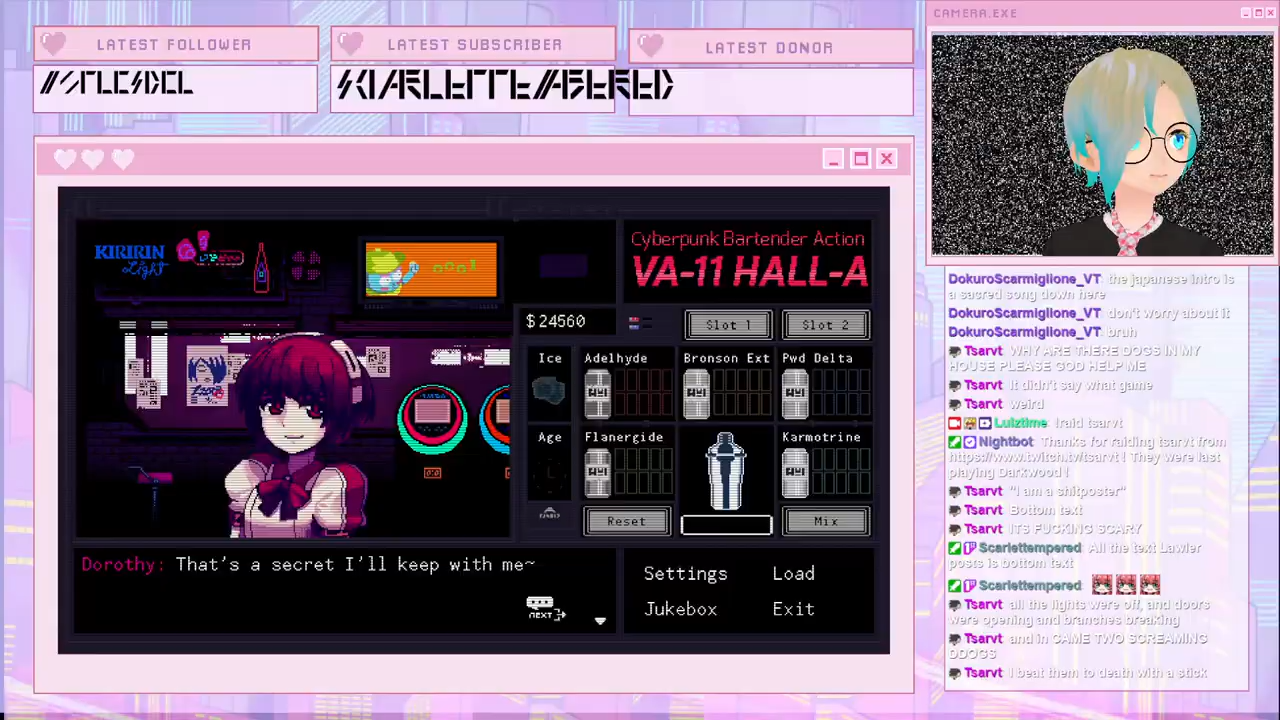 LATEST FOLLOWER
LATEST SUBSCRIBER
LATEST DONOR
CAMERA.EXE
KIRIRIN
Light
Cyberpunk Bartender Action
VA-11 HALL-A
$24560
Slot 1
Slot 2
Ice
Adelhyde
Bronson Ext
Pwd Delta
Age
Flanergide
Karmotrine
Reset
Mix
Dorothy: That's a secret I'll keep with me~
NEXT
Settings
Load
Jukebox
Exit
DokuroScarmiglione_VT the japanese intro is
a sacred song down here
DokuroScarmiglione_VT don't worry about it
DokuroScarmiglione_VT bruh
Tsarvt WHY ARE THERE DOGS IN MY
HOUSE PLEASE GOD HELP ME
Tsarvt It didn't say what game
Tsarvt weird
Luiztime !raid tsarvt
Nightbot Thanks for raiding tsarvt from
https://www.twitch.tv/tsarvt ! They were last
playing Darkwood !
Tsarvt "I am a shitposter"
Tsarvt Bottom text
Tsarvt ITS FUCKING SCARY
Scarlettempered All the text Lawler
posts is bottom text
Scarlettempered
Tsarvt all the lights were off, and doors
were opening and branches breaking
Tsarvt and in CAME TWO SCREAMING
DDOGS
Tsarvt I beat them to death with a stick